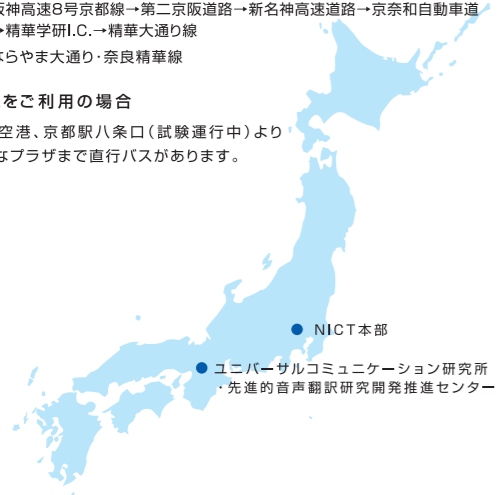 阪神高速8号京都線→第二京阪道路→新名神高速道路→京奈和自動車道
→精華学研I.C.→精華大通り線
ならやま大通り・奈良精華線
をご利用の場合
空港、京都駅八条口(試験運行中)より
なプラザまで直行バスがあります。
NICT本部
ユニバーサルコミュニケーション研究所
・先進的音声翻訳研究開発推進センター